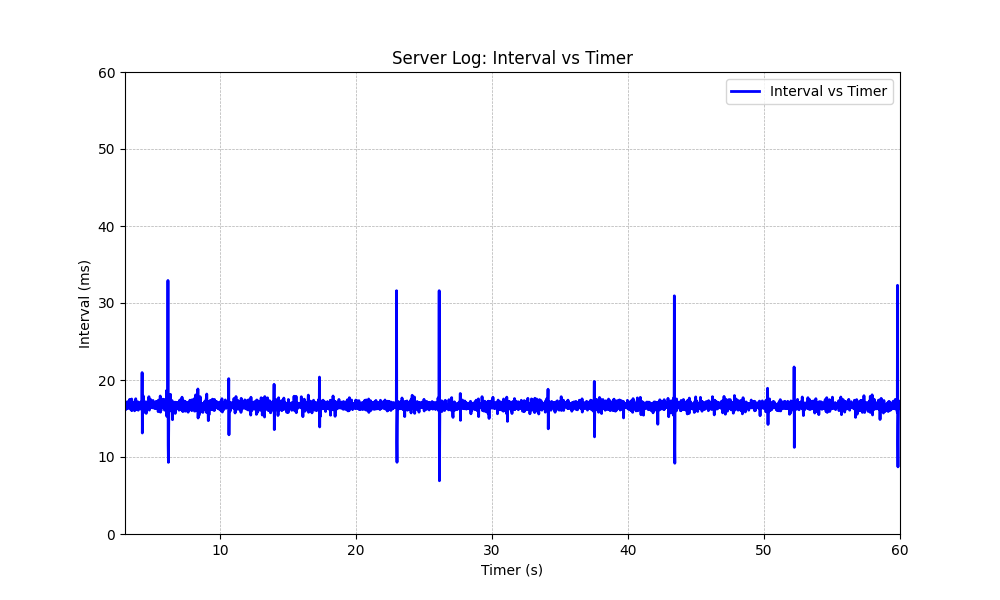 Server Log: Interval vs Timer
Interval vs Timer
60
50
40
30
20
10
0
Interval (ms)
10 20 30 40 50 60
Timer (s)